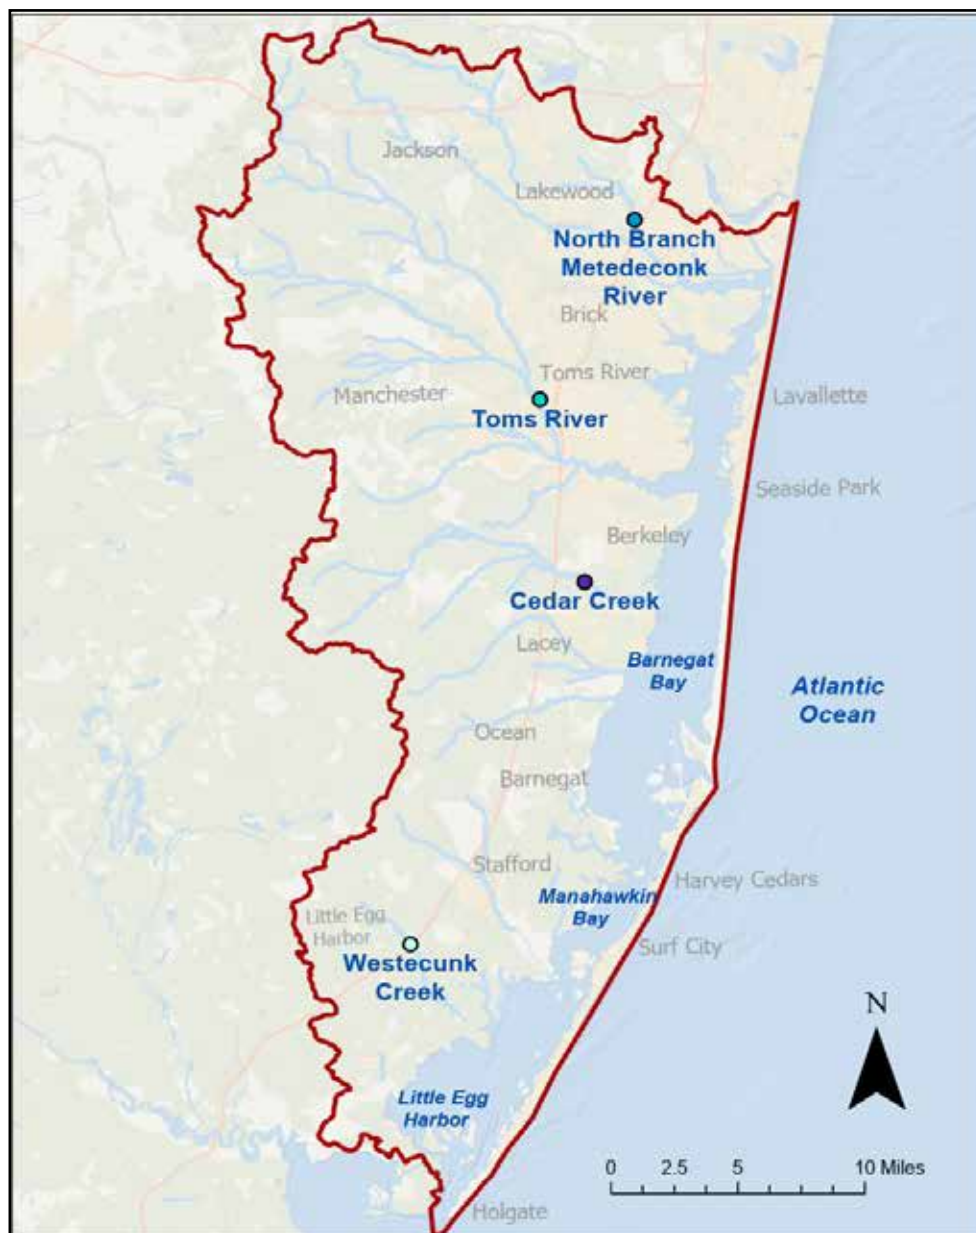 Jackson
Lakewood
North Branch
Metedeconk
River
Brick
Toms River
Manchester
Toms River
Lavallette
Seaside Park
Berkeley
Cedar Creek
Lacey
Barnegat
Bay
Atlantic
Ocean
Ocean
Barnegat
Stafford
Harvey Cedars
Manahawkin
Bay
Little Egg
Harbor
Surf City
Westecunk
Creek
N
Little Egg
Harbor
0 2.5 5 10 Miles
Holgate